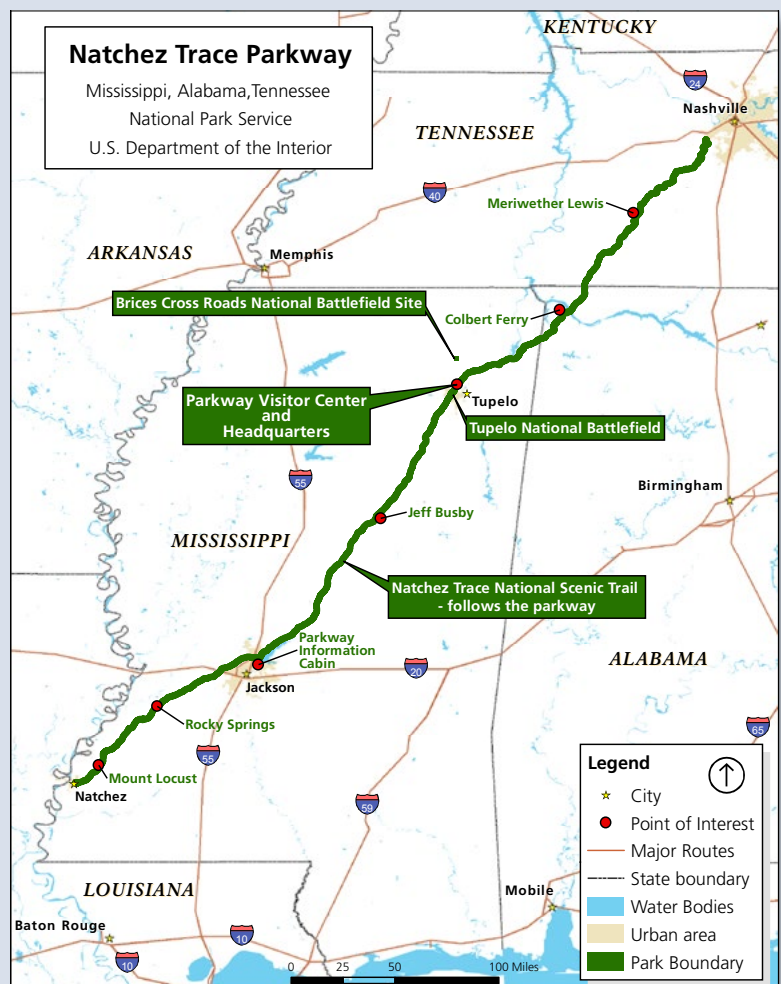 Natchez Trace Parkway
Mississippi, Alabama,Tennessee
National Park Service
U.S. Department of the Interior
KENTUCKY
24
Nashville
TENNESSEE
Meriwether Lewis
40
ARKANSAS
Memphis
Brices Cross Roads National Battlefield Site
Colbert Ferry
Parkway Visitor Center
and
Headquarters
Tupelo
Tupelo National Battlefield
55
Birmingham
Jeff Busby
MISSISSIPPI
Natchez Trace National Scenic Trail
- follows the parkway
Parkway
Information
Cabin
ALABAMA
20
Jackson
Rocky Springs
65
55
Mount Locust
Natchez
59
Legend
City
Point of Interest
Major Routes
State boundary
Water Bodies
Urban area
Park Boundary
LOUISIANA
Mobile
Baton Rouge
10
10
0 25 50 100 Miles